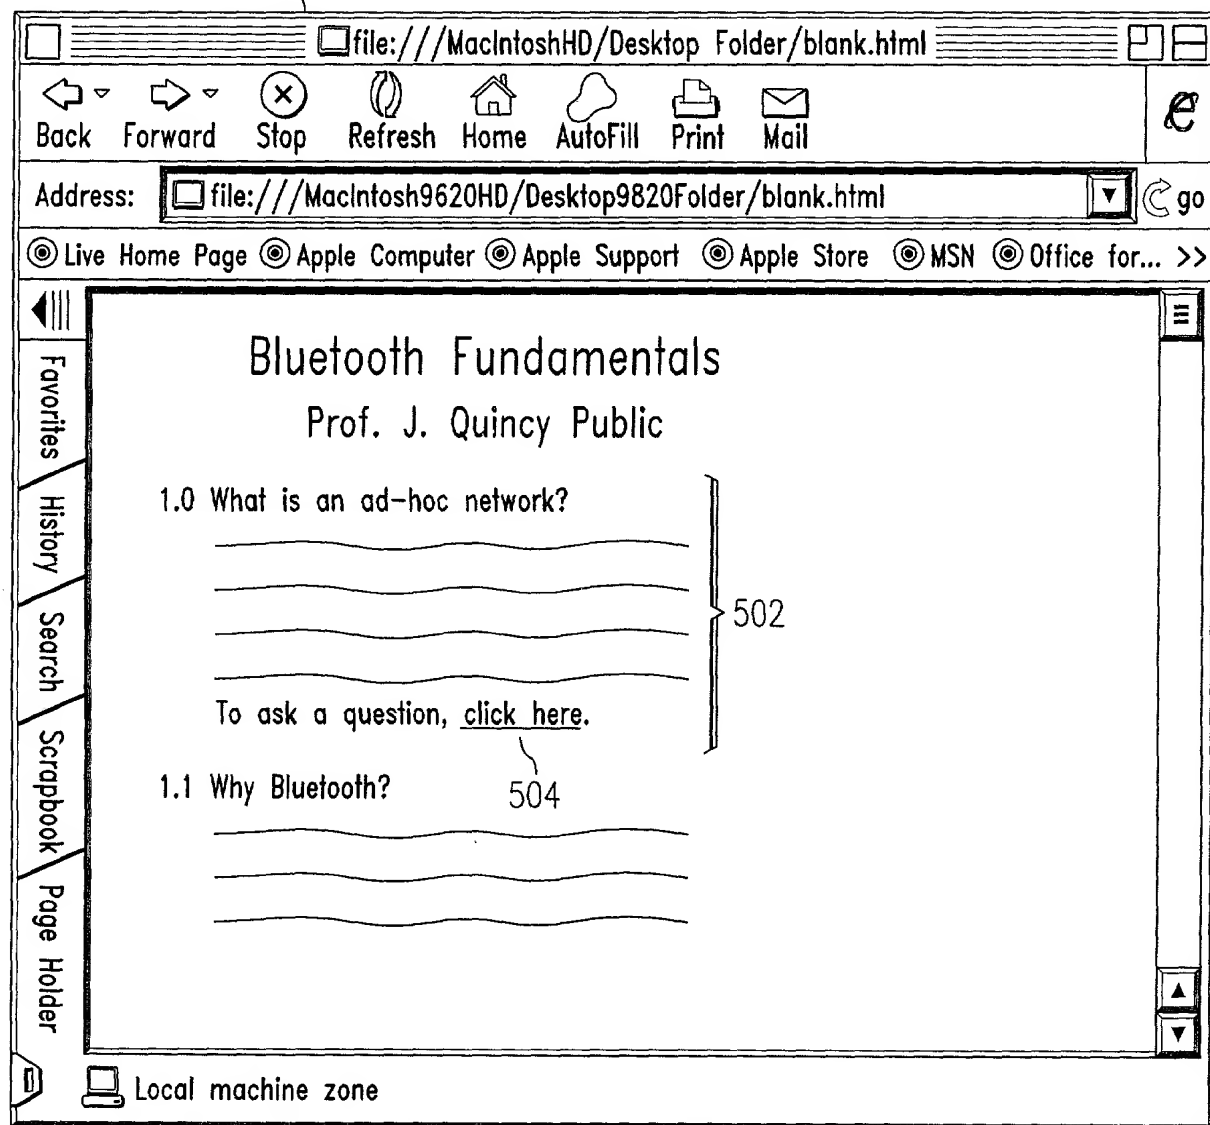 file:///MacIntoshHD/Desktop Folder/blank.html
Back Forward Stop Refresh Home AutoFill Print Mail
Address: file:///MacIntosh9620HD/Desktop9820Folder/blank.html go
Live Home Page Apple Computer Apple Support Apple Store MSN Office for... >>
Favorites
History
Search
Scrapbook
Page Holder
Bluetooth Fundamentals
Prof. J. Quincy Public
1.0 What is an ad-hoc network?
502
To ask a question, click here.
504
1.1 Why Bluetooth?
Local machine zone